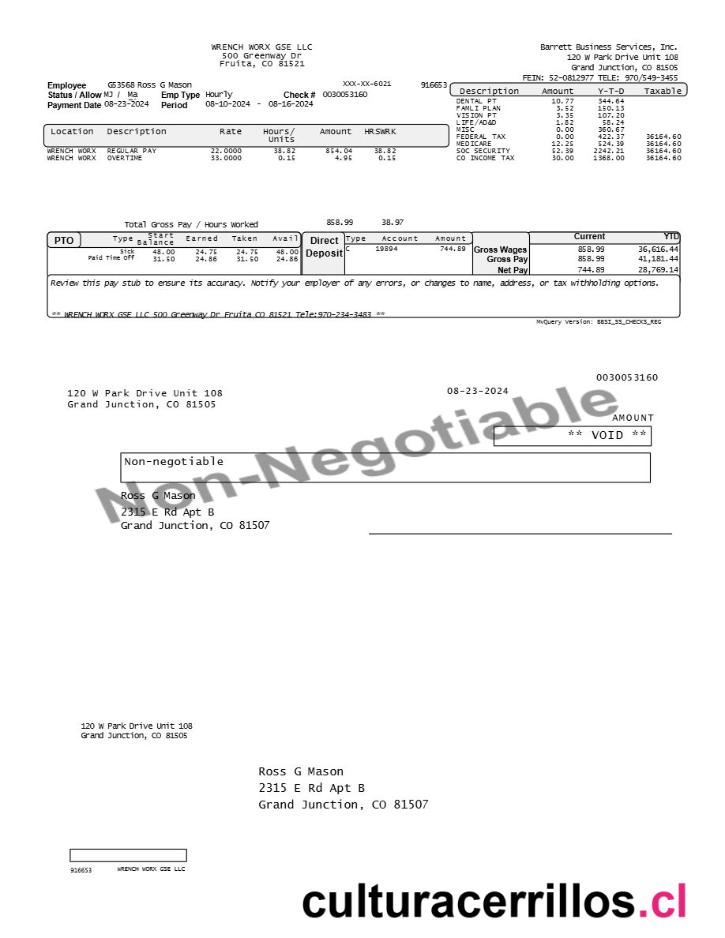 WRENCH WORX GSE LLC
500 Greenway Dr
Fruita, CO 81521
Barrett Business Services, Inc.
120 W Park Drive Unit 108
Grand Junction, CO 81505
FEIN: 52-0812977 TELE: 970/549-3455
Employee G53568 Ross G Mason XXX-XX-6021 916653
Status / Allow MJ / Ma Emp Type Hourly Check # 0030053160
Payment Date 08-23-2024 Period 08-10-2024 - 08-16-2024
Description Amount Y-T-D Taxable
DENTAL PT 10.77 344.64
FAMLI PLAN 3.52 150.13
VISION PT 3.35 107.20
LIFE/AD&D 1.82 58.24
MISC 0.00 360.67
FEDERAL TAX 0.00 422.37 36164.60
MEDICARE 12.25 524.39 36164.60
SOC SECURITY 52.39 2242.21 36164.60
CO INCOME TAX 30.00 1368.00 36164.60
Location Description Rate Hours/ Units Amount HRSWRK
WRENCH WORX REGULAR PAY 22.0000 38.82 854.04 38.82
WRENCH WORX OVERTIME 33.0000 0.15 4.95 0.15
Total Gross Pay / Hours Worked 858.99 38.97
PTO Type Start Balance Earned Taken Avail
Sick 48.00 24.75 24.75 48.00
Paid Time Off 31.50 24.86 31.50 24.86
Direct Deposit Type Account Amount
C 19894 744.89
Current YTD
Gross Wages 858.99 36,616.44
Gross Pay 858.99 41,181.44
Net Pay 744.89 28,769.14
Review this pay stub to ensure its accuracy. Notify your employer of any errors, or changes to name, address, or tax withholding options.
** WRENCH WORX GSE LLC 500 Greenway Dr Fruita CO 81521 Tele:970-234-3483 **
MvQuery Version: BBSI_SS_CHECKS_REG
0030053160
08-23-2024
120 W Park Drive Unit 108
Grand Junction, CO 81505
AMOUNT
** VOID **
Non-Negotiable
Non-negotiable
Ross G Mason
2315 E Rd Apt B
Grand Junction, CO 81507
120 W Park Drive Unit 108
Grand Junction, CO 81505
Ross G Mason
2315 E Rd Apt B
Grand Junction, CO 81507
916653 WRENCH WORX GSE LLC
culturacerrillos.cl